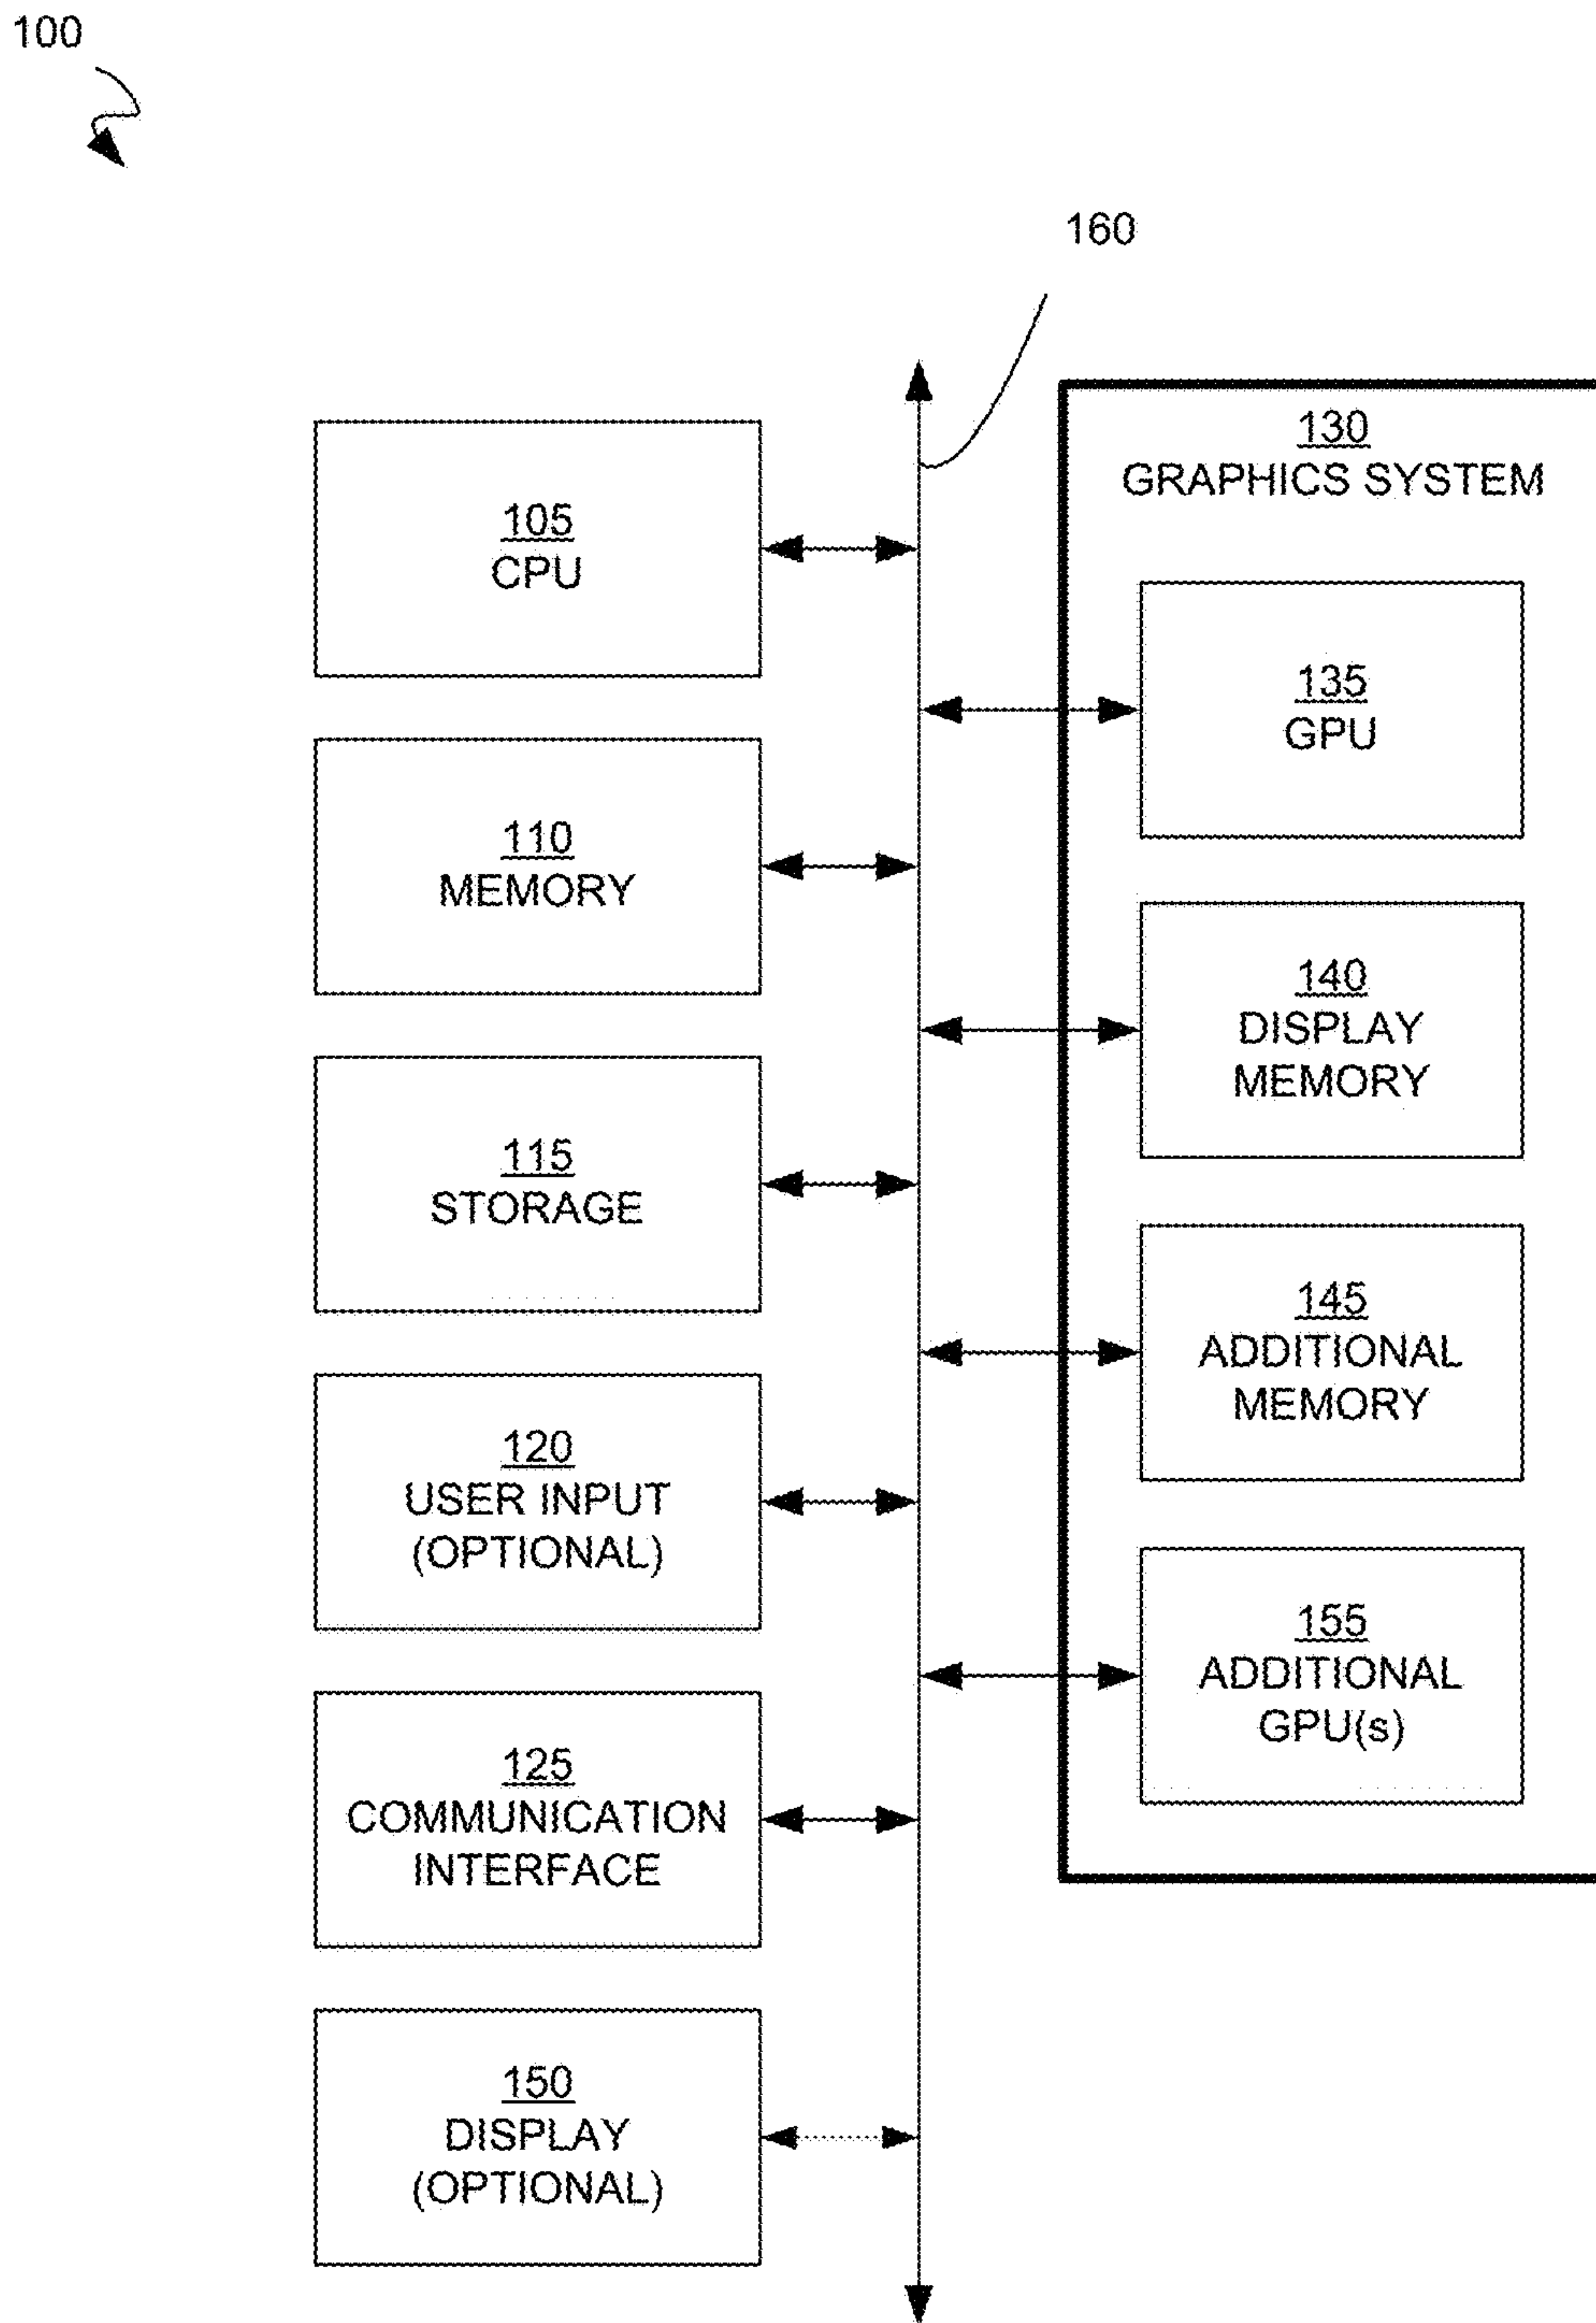 100
160
105
CPU
110
MEMORY
115
STORAGE
120
USER INPUT
(OPTIONAL)
125
COMMUNICATION
INTERFACE
150
DISPLAY
(OPTIONAL)
130
GRAPHICS SYSTEM
135
GPU
140
DISPLAY
MEMORY
145
ADDITIONAL
MEMORY
155
ADDITIONAL
GPU(s)